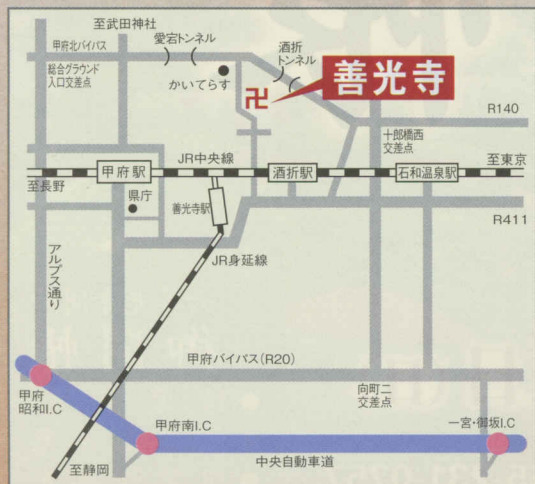 至武田神社
愛宕トンネル
酒折
トンネル
甲府北バイパス
総合グラウンド
入口交差点
かいてらす
卍
善光寺
R140
十郎橋西
交差点
JR中央線
至東京
甲府駅
酒折駅
石和温泉駅
至長野
県庁
善光寺駅
R411
アルプス通り
JR身延線
甲府バイパス(R20)
甲府
昭和I.C
向町二
交差点
甲府南I.C
一宮・御坂I.C
至静岡
中央自動車道